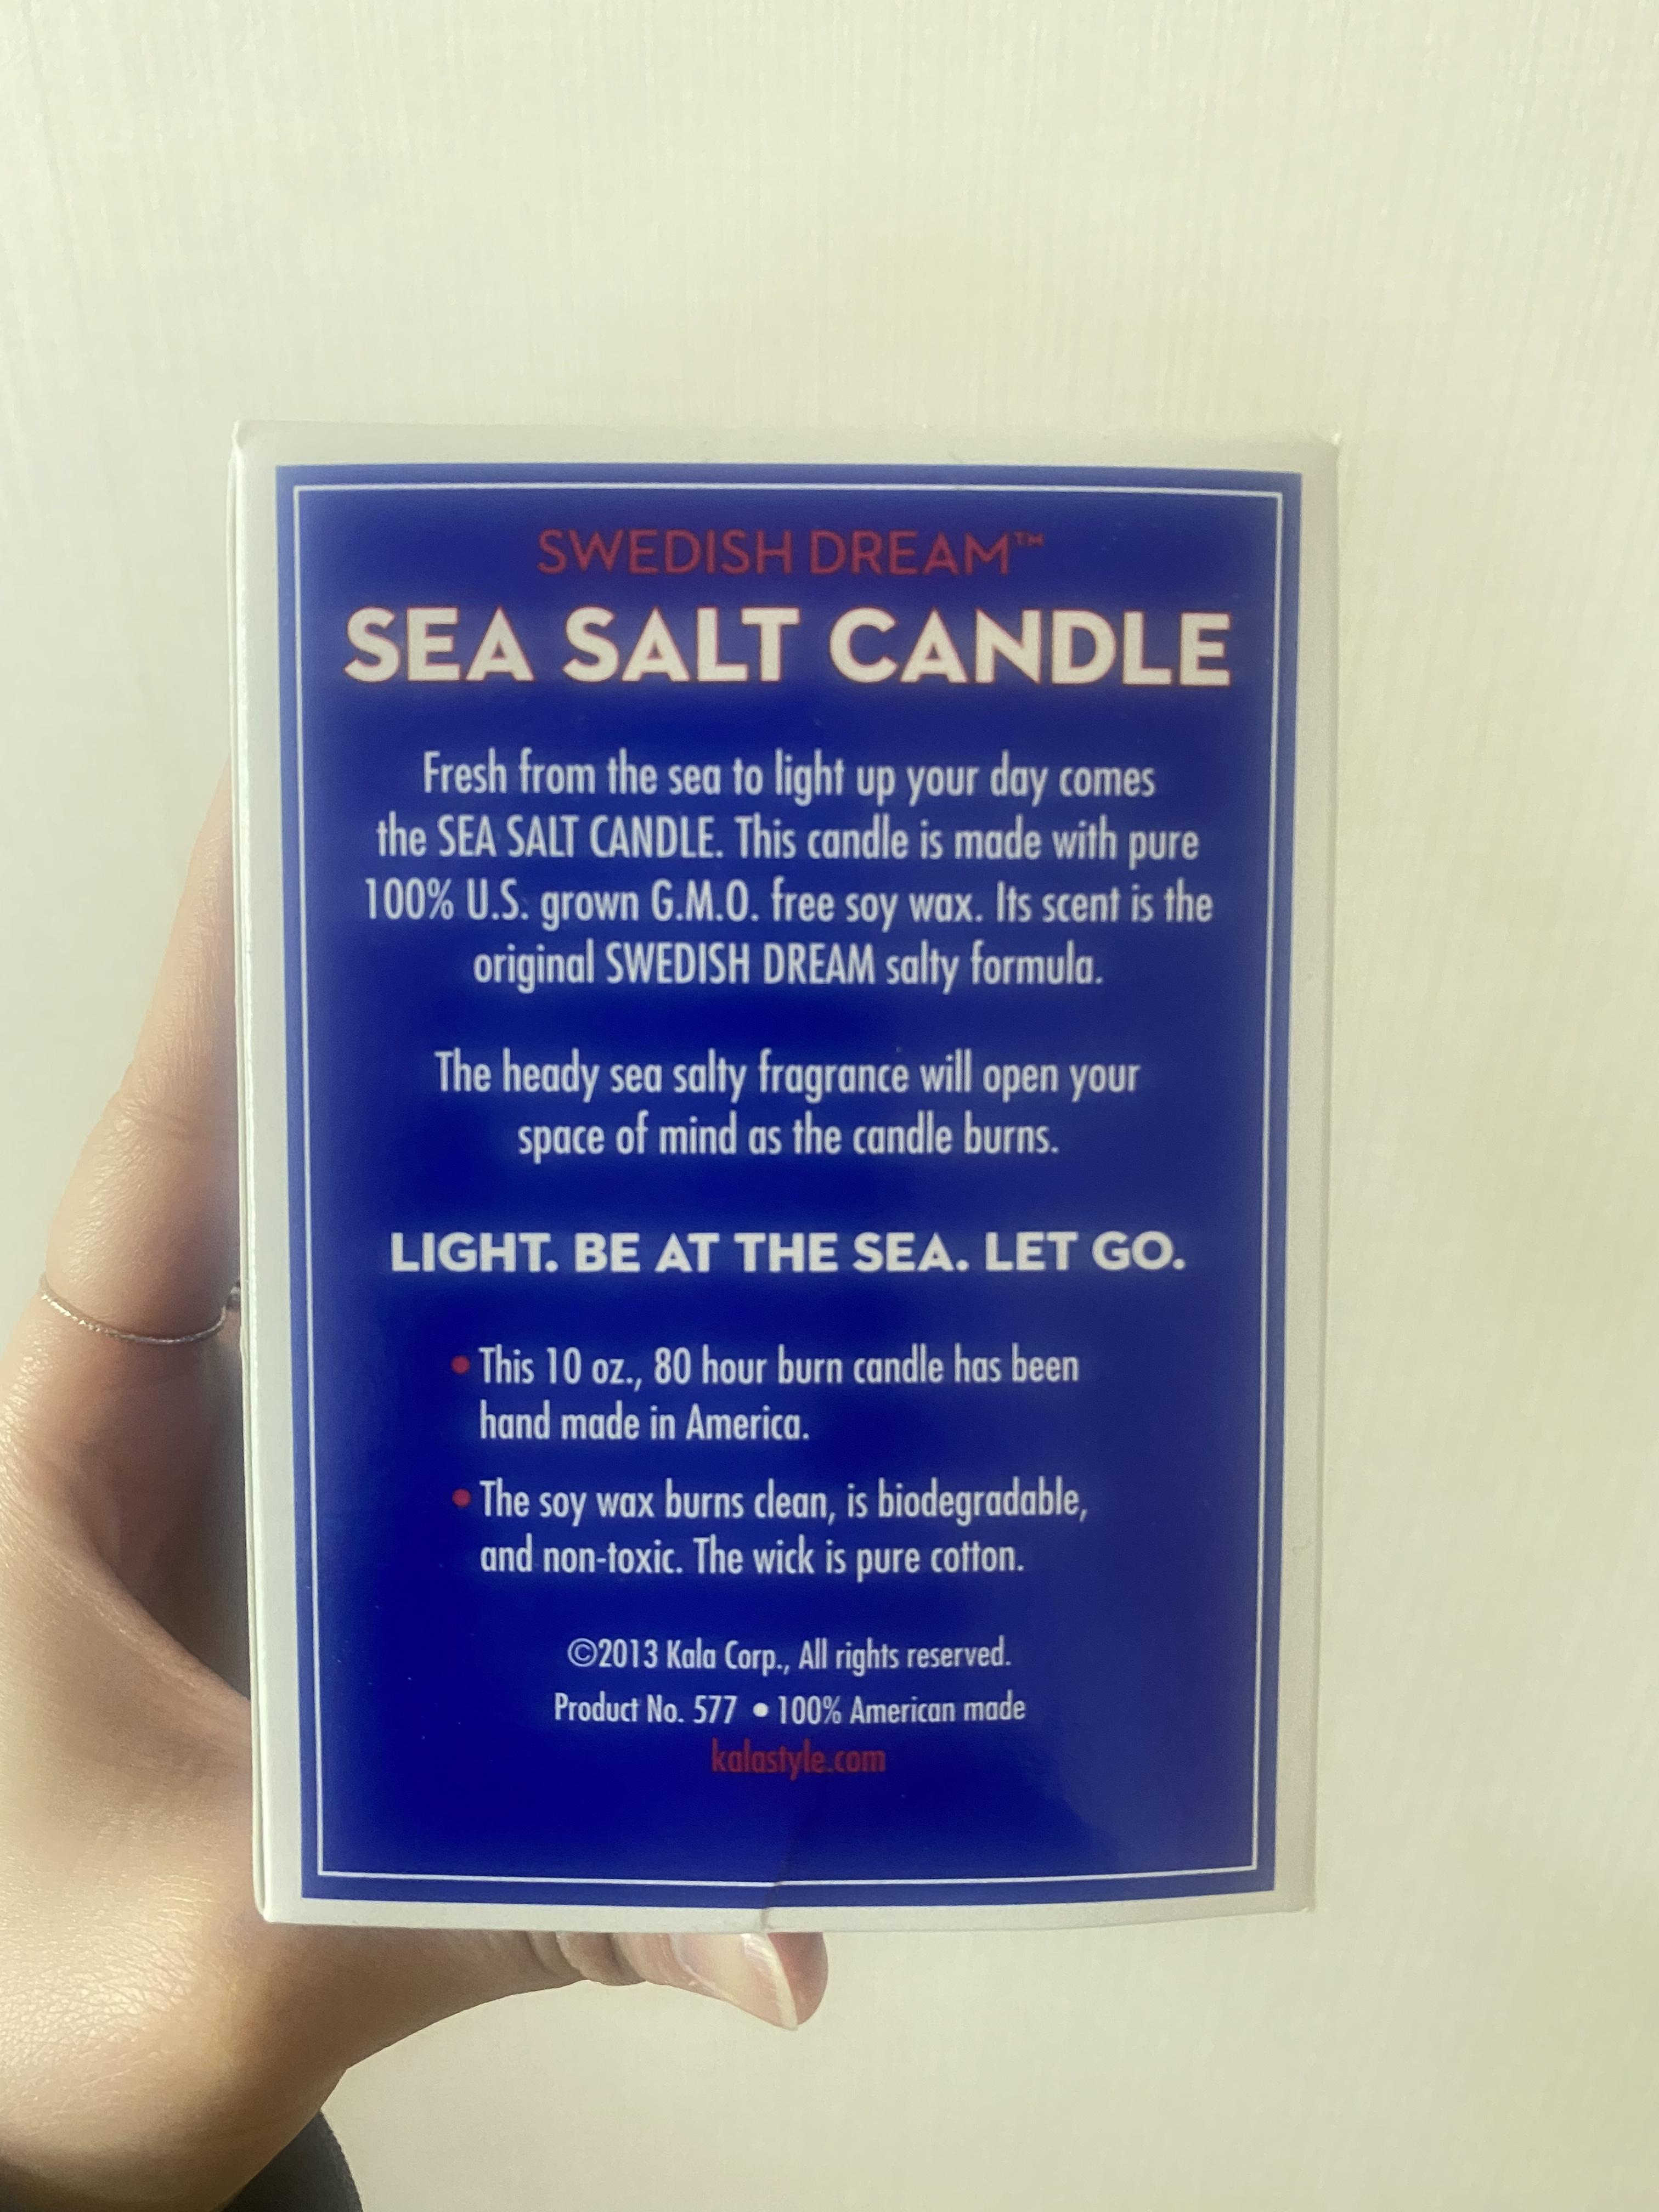 SWEDISH DREAM™
SEA SALT CANDLE
Fresh from the sea to light up your day comes
the SEA SALT CANDLE. This candle is made with pure
100% U.S. grown G.M.O. free soy wax. Its scent is the
original SWEDISH DREAM salty formula.
The heady sea salty fragrance will open your
space of mind as the candle burns.
LIGHT. BE AT THE SEA. LET GO.
• This 10 oz., 80 hour burn candle has been
hand made in America.
• The soy wax burns clean, is biodegradable,
and non-toxic. The wick is pure cotton.
©2013 Kala Corp., All rights reserved.
Product No. 577 • 100% American made
kalastyle.com